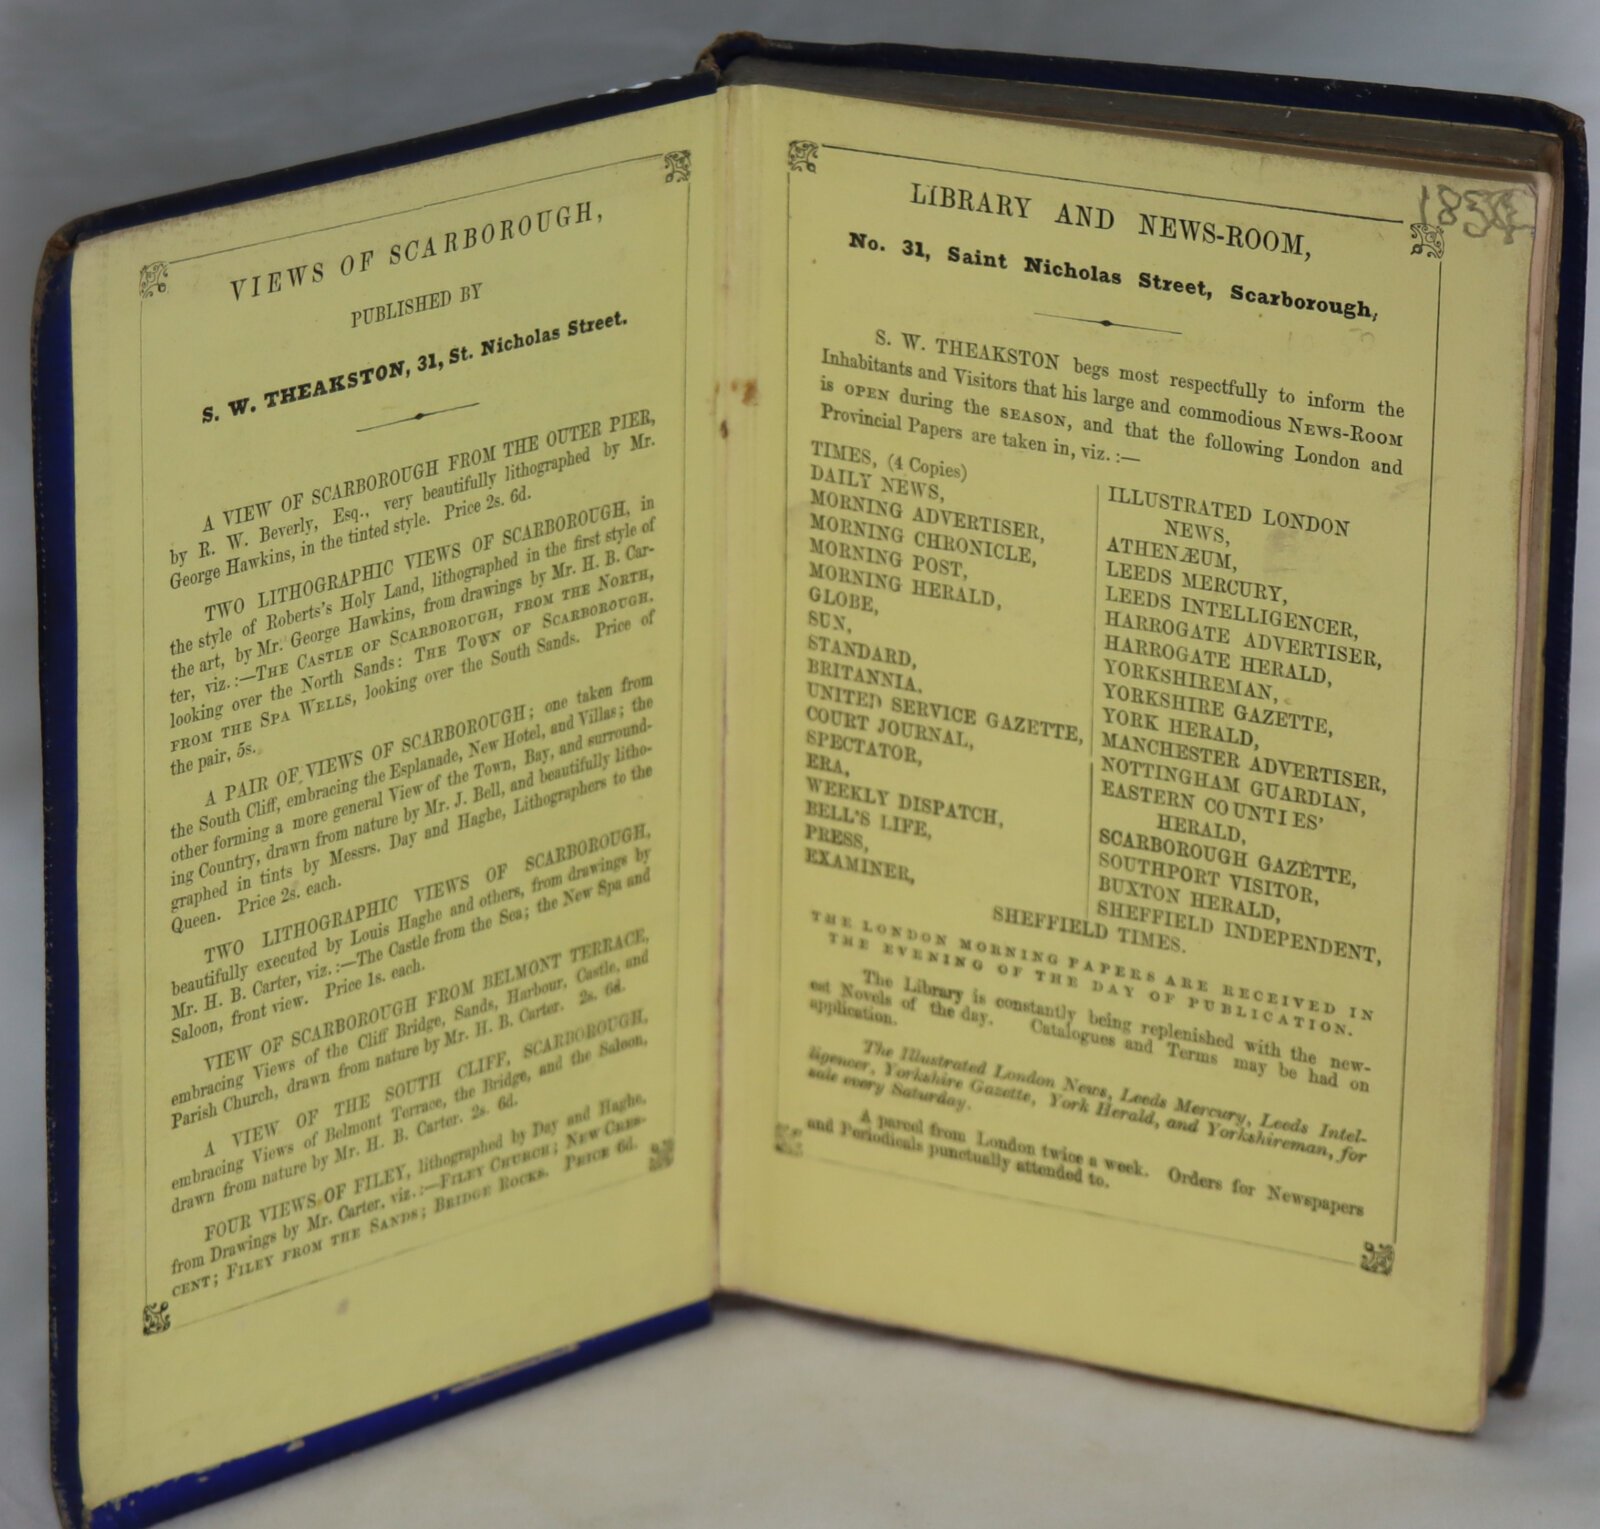 VIEWS OF SCARBOROUGH,
PUBLISHED BY
S. W. THEAKSTON, 31, St. Nicholas Street.
A VIEW OF SCARBOROUGH FROM THE OUTER PIER,
by R. W. Beverly, Esq., very beautifully lithographed by Mr.
George Hawkins, in the tinted style. Price 2s. 6d.
TWO LITHOGRAPHIC VIEWS OF SCARBOROUGH, in
the style of Roberts's Holy Land, lithographed in the first style of
the art, by Mr. George Hawkins, from drawings by Mr. H. B. Car-
ter, viz.:—THE CASTLE OF SCARBOROUGH, FROM THE NORTH,
looking over the North Sands: THE TOWN OF SCARBOROUGH,
FROM THE SPA WELLS, looking over the South Sands. Price of
the pair, 5s.
A PAIR OF VIEWS OF SCARBOROUGH; one taken from
the South Cliff, embracing the Esplanade, New Hotel, and Villas; the
other forming a more general View of the Town, Bay, and surround-
ing Country, drawn from nature by Mr. J. Bell, and beautifully litho-
graphed in tints by Messrs. Day and Haghe, Lithographers to the
Queen. Price 2s. each.
TWO LITHOGRAPHIC VIEWS OF SCARBOROUGH,
beautifully executed by Louis Haghe and others, from drawings by
Mr. H. B. Carter, viz.:—The Castle from the Sea; the New Spa and
Saloon, front view. Price 1s. each.
VIEW OF SCARBOROUGH FROM BELMONT TERRACE,
embracing Views of the Cliff Bridge, Sands, Harbour, Castle, and
Parish Church, drawn from nature by Mr. H. B. Carter. 2s. 6d.
A VIEW OF THE SOUTH CLIFF, SCARBOROUGH,
embracing Views of Belmont Terrace, the Bridge, and the Saloon,
drawn from nature by Mr. H. B. Carter. 2s. 6d.
FOUR VIEWS OF FILEY, lithographed by Day and Haghe,
from Drawings by Mr. Carter, viz.:—FILEY CHURCH; NEW CRES-
CENT; FILEY FROM THE SANDS; BRIDGE ROCKS. PRICE 6d.
LIBRARY AND NEWS-ROOM,
No. 31, Saint Nicholas Street, Scarborough,
S. W. THEAKSTON begs most respectfully to inform the
Inhabitants and Visitors that his large and commodious NEWS-ROOM
is OPEN during the SEASON, and that the following London and
Provincial Papers are taken in, viz.:—
TIMES, (4 Copies)
DAILY NEWS,
MORNING ADVERTISER,
MORNING CHRONICLE,
MORNING POST,
MORNING HERALD,
GLOBE,
SUN,
STANDARD,
BRITANNIA,
UNITED SERVICE GAZETTE,
COURT JOURNAL,
SPECTATOR,
ERA,
WEEKLY DISPATCH,
BELL'S LIFE,
PRESS,
EXAMINER,
ILLUSTRATED LONDON
NEWS,
ATHENÆUM,
LEEDS MERCURY,
LEEDS INTELLIGENCER,
HARROGATE ADVERTISER,
HARROGATE HERALD,
YORKSHIREMAN,
YORKSHIRE GAZETTE,
YORK HERALD,
MANCHESTER ADVERTISER,
NOTTINGHAM GUARDIAN,
EASTERN COUNTIES'
HERALD,
SCARBOROUGH GAZETTE,
SOUTHPORT VISITOR,
BUXTON HERALD,
SHEFFIELD INDEPENDENT,
SHEFFIELD TIMES.
THE LONDON MORNING PAPERS ARE RECEIVED IN
THE EVENING OF THE DAY OF PUBLICATION.
The Library is constantly being replenished with the new-
est Novels of the day. Catalogues and Terms may be had on
application.
The Illustrated London News, Leeds Mercury, Leeds Intel-
ligencer, Yorkshire Gazette, York Herald, and Yorkshireman, for
sale every Saturday.
A parcel from London twice a week. Orders for Newspapers
and Periodicals punctually attended to.